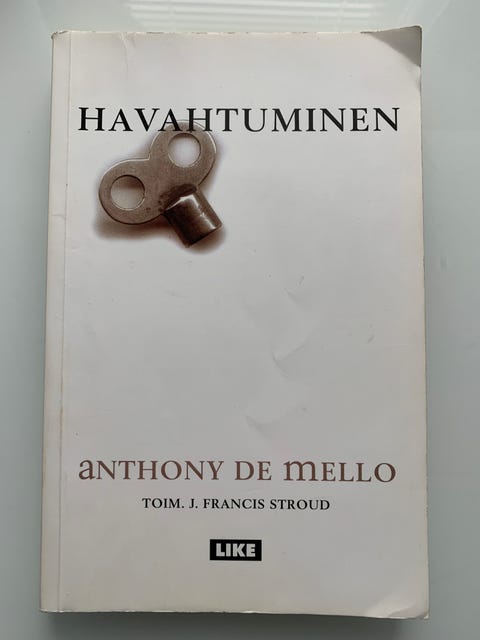 HAVAHTUMINEN
aNTHONY DE mELLO
TOIM. J. FRANCIS STROUD
LIKE